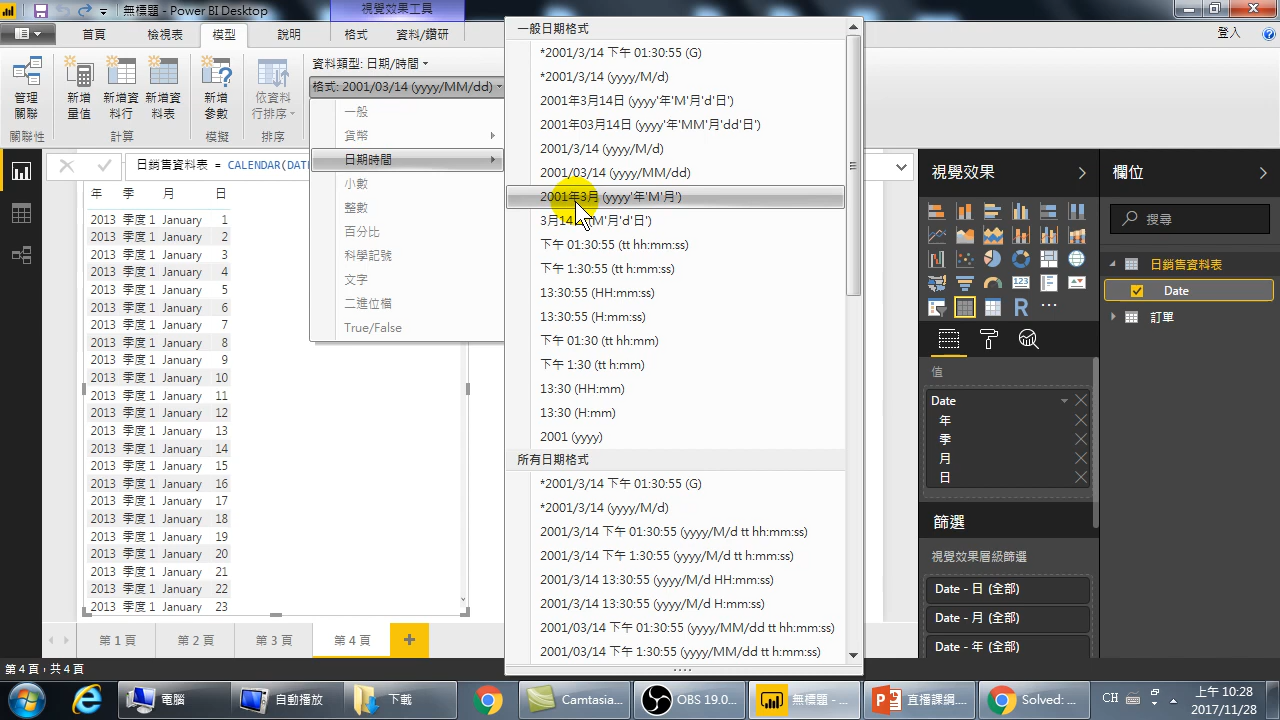 無標題 - Power BI Desktop
視覺效果工具
首頁
檢視表
模型
說明
格式
資料/鑽研
登入
管理
關聯
新增
量值
新增資
料行
新增資
料表
新增
參數
依資料
行排序
關聯性
計算
模擬
排序
資料類型: 日期/時間
格式: 2001/03/14 (yyyy/MM/dd)
一般
貨幣
日期時間
小數
整數
百分比
科學記號
文字
二進位檔
True/False
一般日期格式
*2001/3/14 下午 01:30:55 (G)
*2001/3/14 (yyyy/M/d)
2001年3月14日 (yyyy'年'M'月'd'日')
2001年03月14日 (yyyy'年'MM'月'dd'日')
2001/3/14 (yyyy/M/d)
2001/03/14 (yyyy/MM/dd)
2001年3月 (yyyy'年'M'月')
3月14 'M'月'd'日')
下午 01:30:55 (tt hh:mm:ss)
下午 1:30:55 (tt h:mm:ss)
13:30:55 (HH:mm:ss)
13:30:55 (H:mm:ss)
下午 01:30 (tt hh:mm)
下午 1:30 (tt h:mm)
13:30 (HH:mm)
13:30 (H:mm)
2001 (yyyy)
所有日期格式
*2001/3/14 下午 01:30:55 (G)
*2001/3/14 (yyyy/M/d)
2001/3/14 下午 01:30:55 (yyyy/M/d tt hh:mm:ss)
2001/3/14 下午 1:30:55 (yyyy/M/d tt h:mm:ss)
2001/3/14 13:30:55 (yyyy/M/d HH:mm:ss)
2001/3/14 13:30:55 (yyyy/M/d H:mm:ss)
2001/03/14 下午 01:30:55 (yyyy/MM/dd tt hh:mm:ss)
2001/03/14 下午 1:30:55 (yyyy/MM/dd tt h:mm:ss)
日銷售資料表 = CALENDAR(DAT
年 季 月 日
2013 季度 1 January 1
2013 季度 1 January 2
2013 季度 1 January 3
2013 季度 1 January 4
2013 季度 1 January 5
2013 季度 1 January 6
2013 季度 1 January 7
2013 季度 1 January 8
2013 季度 1 January 9
2013 季度 1 January 10
2013 季度 1 January 11
2013 季度 1 January 12
2013 季度 1 January 13
2013 季度 1 January 14
2013 季度 1 January 15
2013 季度 1 January 16
2013 季度 1 January 17
2013 季度 1 January 18
2013 季度 1 January 19
2013 季度 1 January 20
2013 季度 1 January 21
2013 季度 1 January 22
2013 季度 1 January 23
視覺效果
123
R
值
Date
年
季
月
日
篩選
視覺效果層級篩選
Date - 日 (全部)
Date - 月 (全部)
Date - 年 (全部)
欄位
搜尋
日銷售資料表
Date
訂單
第 1 頁
第 2 頁
第 3 頁
第 4 頁
第 4 頁，共 4 頁
電腦
自動播放
下載
Camtasia...
OBS 19.0...
無標題 - ...
直播課綱...
Solved: ...
CH
上午 10:28
2017/11/28